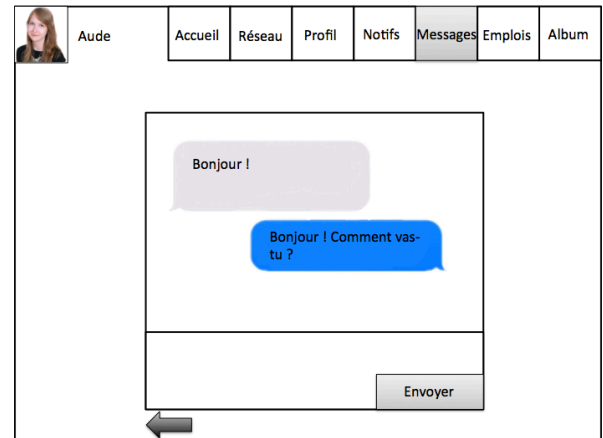 Aude Accueil Réseau Profil Notifs Messages Emplois Album
Bonjour !
Bonjour ! Comment vas-
tu ?
Envoyer